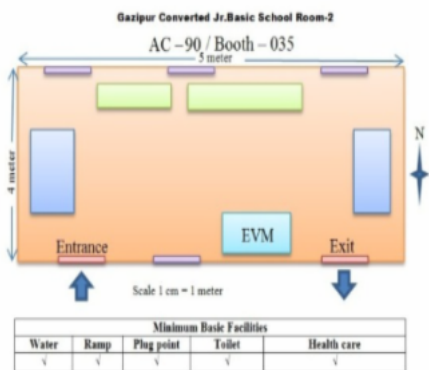 Gazipur Converted Jr.Basic School Room-2
AC –90 / Booth – 035
5 meter
4 meter
N
EVM
Entrance
Exit
Scale 1 cm = 1 meter
Minimum Basic Facilities
Water Ramp Plug point Toilet Health care
√ √ √ √ √